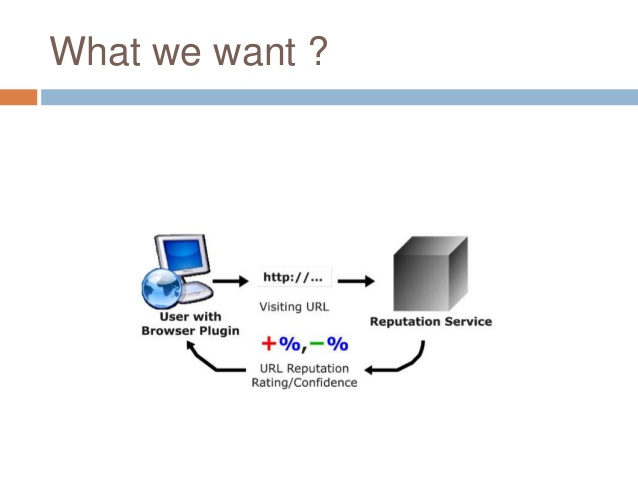 What we want ?
http://...
Visiting URL
User with
Browser Plugin
Reputation Service
+%,-%
URL Reputation
Rating/Confidence